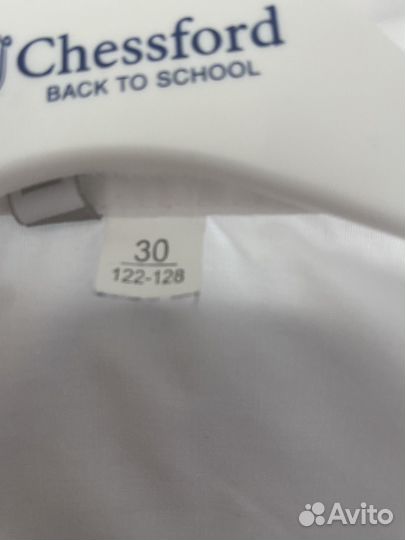 Chessford
BACK TO SCHOOL
30
122-128
Avito